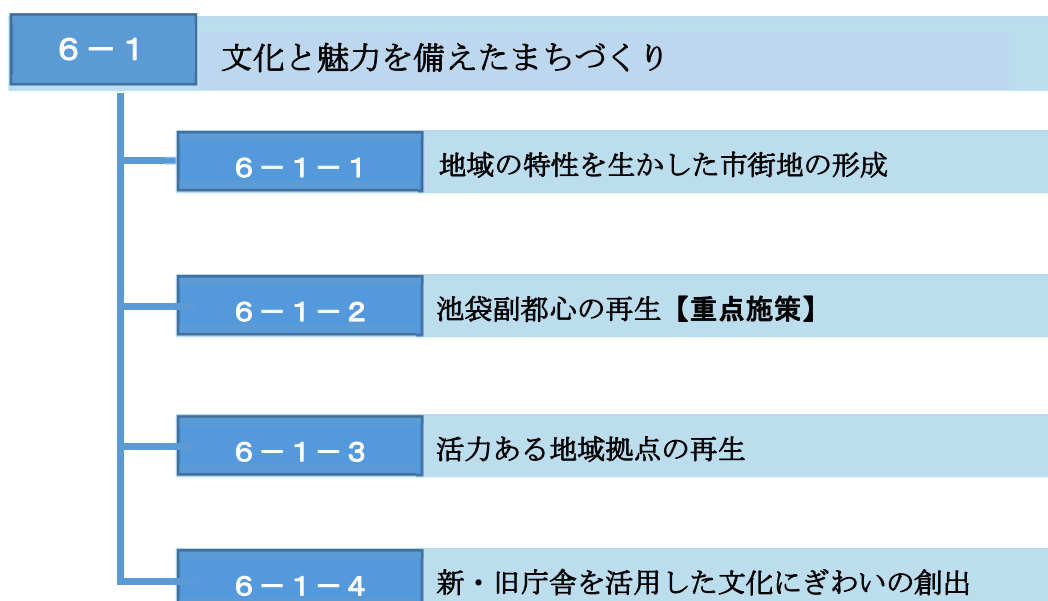 6－1 文化と魅力を備えたまちづくり
6－1－1 地域の特性を生かした市街地の形成
6－1－2 池袋副都心の再生【重点施策】
6－1－3 活力ある地域拠点の再生
6－1－4 新・旧庁舎を活用した文化にぎわいの創出